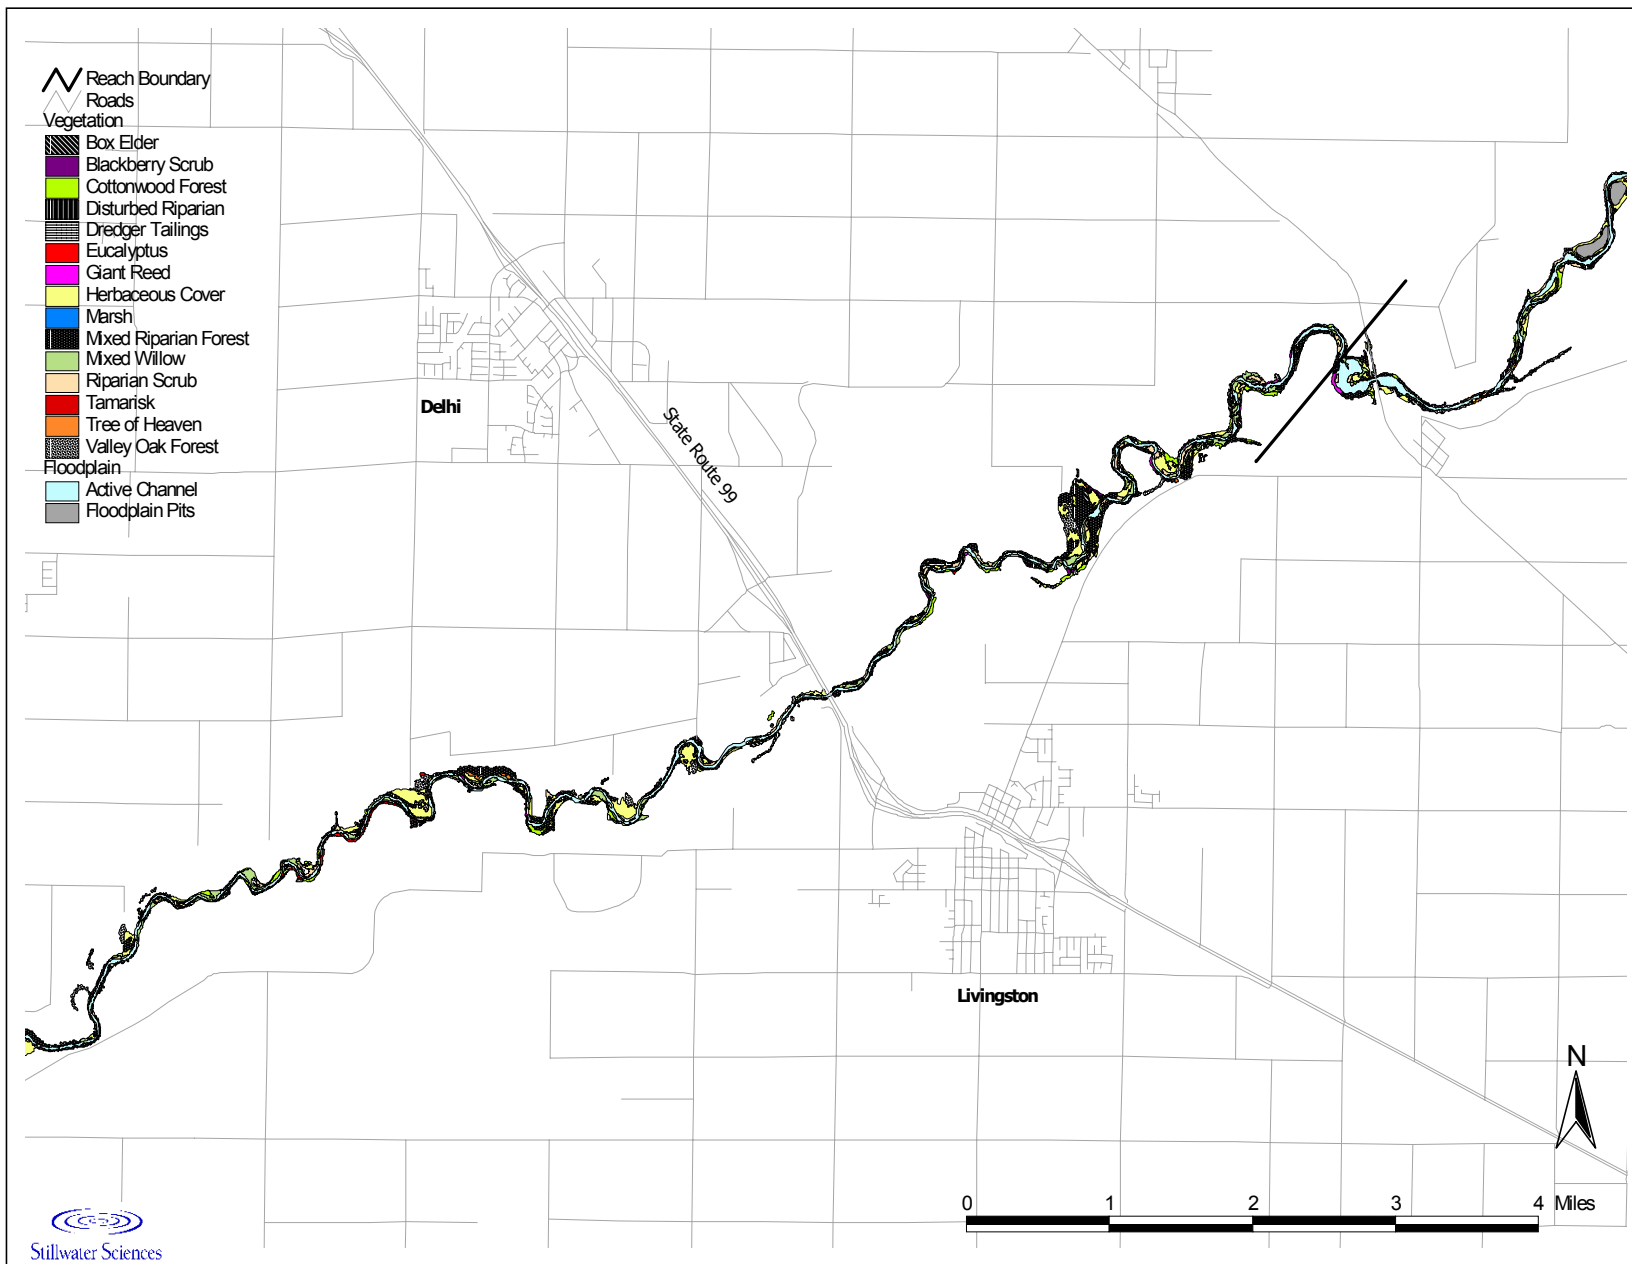 Reach Boundary
Roads
Vegetation
Box Elder
Blackberry Scrub
Cottonwood Forest
Disturbed Riparian
Dredger Tailings
Eucalyptus
Giant Reed
Herbaceous Cover
Marsh
Mixed Riparian Forest
Mixed Willow
Riparian Scrub
Tamarisk
Tree of Heaven
Valley Oak Forest
Floodplain
Active Channel
Floodplain Pits
Delhi
State Route 99
Livingston
N
0 1 2 3 4 Miles
Stillwater Sciences